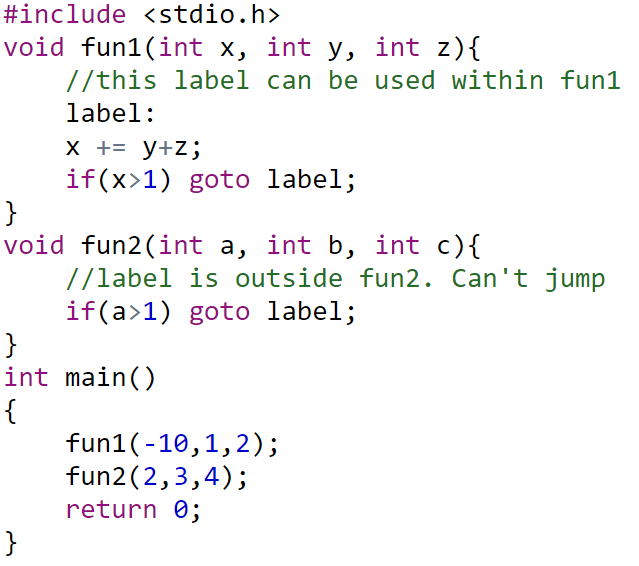 #include <stdio.h>
void fun1(int x, int y, int z){
    //this label can be used within fun1
    label:
    x += y+z;
    if(x>1) goto label;
}
void fun2(int a, int b, int c){
    //label is outside fun2. Can't jump
    if(a>1) goto label;
}
int main()
{
    fun1(-10,1,2);
    fun2(2,3,4);
    return 0;
}